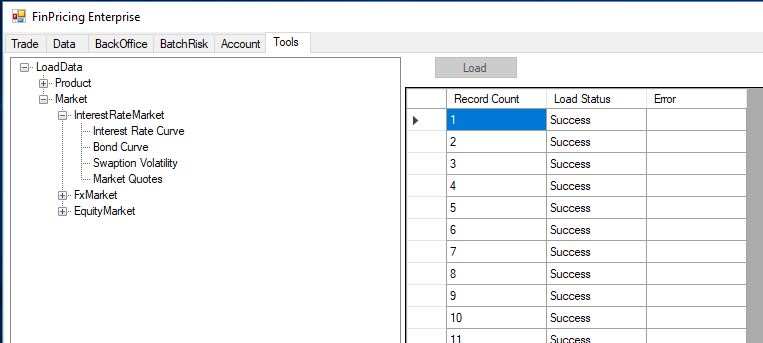 FinPricing Enterprise
Trade Data BackOffice BatchRisk Account Tools
LoadData
Product
Market
InterestRateMarket
Interest Rate Curve
Bond Curve
Swaption Volatility
Market Quotes
FxMarket
EquityMarket
Load
Record Count Load Status Error
1 Success
2 Success
3 Success
4 Success
5 Success
6 Success
7 Success
8 Success
9 Success
10 Success
11 Success